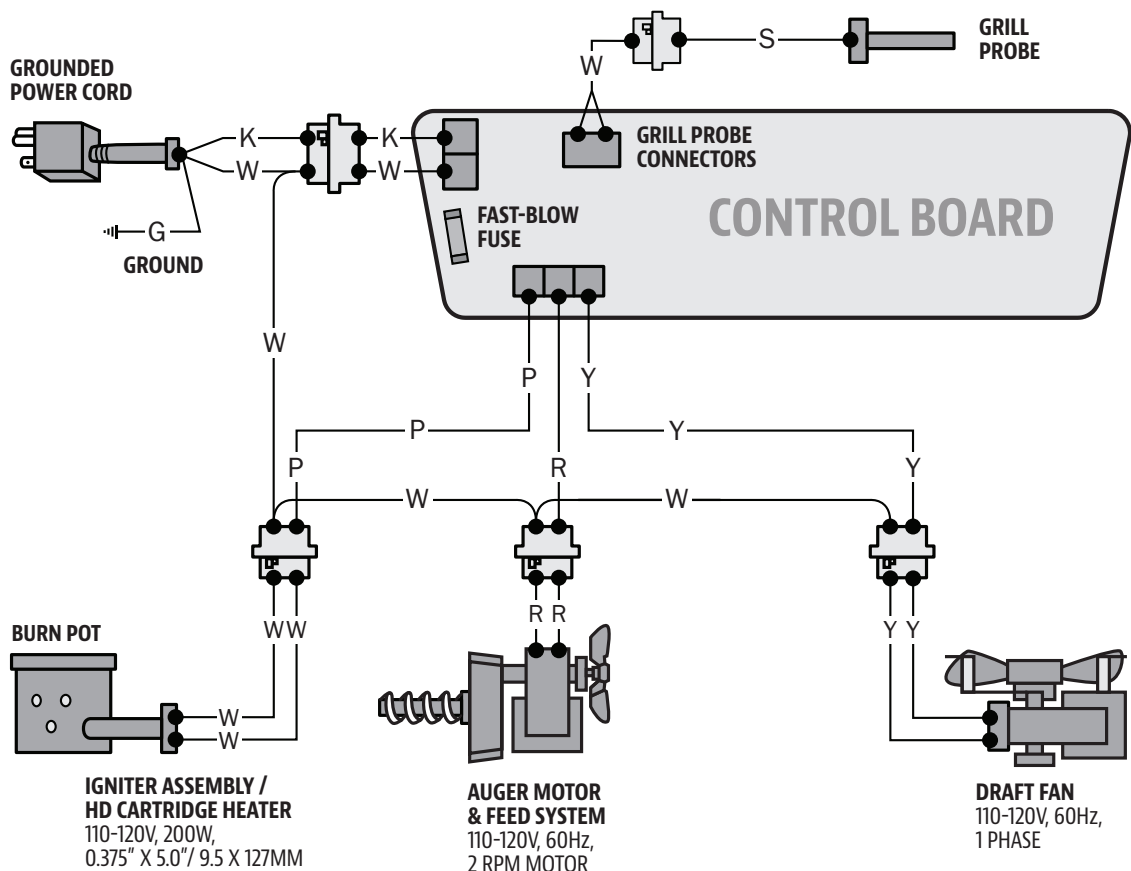 GRILL
PROBE
S
W
GROUNDED
POWER CORD
K
K
W
W
GRILL PROBE
CONNECTORS
CONTROL BOARD
FAST-BLOW
FUSE
G
GROUND
W
P
Y
P
Y
P
R
Y
W
W
R R
W W
Y Y
BURN POT
W
W
IGNITER ASSEMBLY /
HD CARTRIDGE HEATER
110-120V, 200W,
0.375" X 5.0"/ 9.5 X 127MM
AUGER MOTOR
& FEED SYSTEM
110-120V, 60Hz,
2 RPM MOTOR
DRAFT FAN
110-120V, 60Hz,
1 PHASE